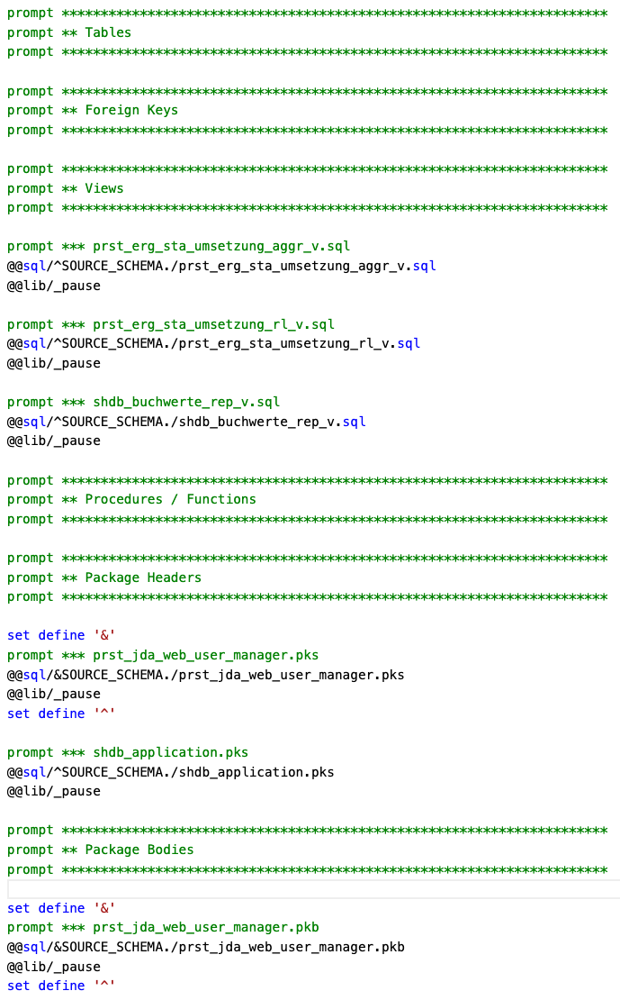 prompt **********************************************************************
prompt ** Tables
prompt **********************************************************************
prompt **********************************************************************
prompt ** Foreign Keys
prompt **********************************************************************
prompt **********************************************************************
prompt ** Views
prompt **********************************************************************
prompt *** prst_erg_sta_umsetzung_aggr_v.sql
@@sql/^SOURCE_SCHEMA./prst_erg_sta_umsetzung_aggr_v.sql
@@lib/_pause
prompt *** prst_erg_sta_umsetzung_rl_v.sql
@@sql/^SOURCE_SCHEMA./prst_erg_sta_umsetzung_rl_v.sql
@@lib/_pause
prompt *** shdb_buchwerte_rep_v.sql
@@sql/^SOURCE_SCHEMA./shdb_buchwerte_rep_v.sql
@@lib/_pause
prompt **********************************************************************
prompt ** Procedures / Functions
prompt **********************************************************************
prompt **********************************************************************
prompt ** Package Headers
prompt **********************************************************************
set define '&'
prompt *** prst_jda_web_user_manager.pks
@@sql/&SOURCE_SCHEMA./prst_jda_web_user_manager.pks
@@lib/_pause
set define '^'
prompt *** shdb_application.pks
@@sql/^SOURCE_SCHEMA./shdb_application.pks
@@lib/_pause
prompt **********************************************************************
prompt ** Package Bodies
prompt **********************************************************************
set define '&'
prompt *** prst_jda_web_user_manager.pkb
@@sql/&SOURCE_SCHEMA./prst_jda_web_user_manager.pkb
@@lib/_pause
set define '^'